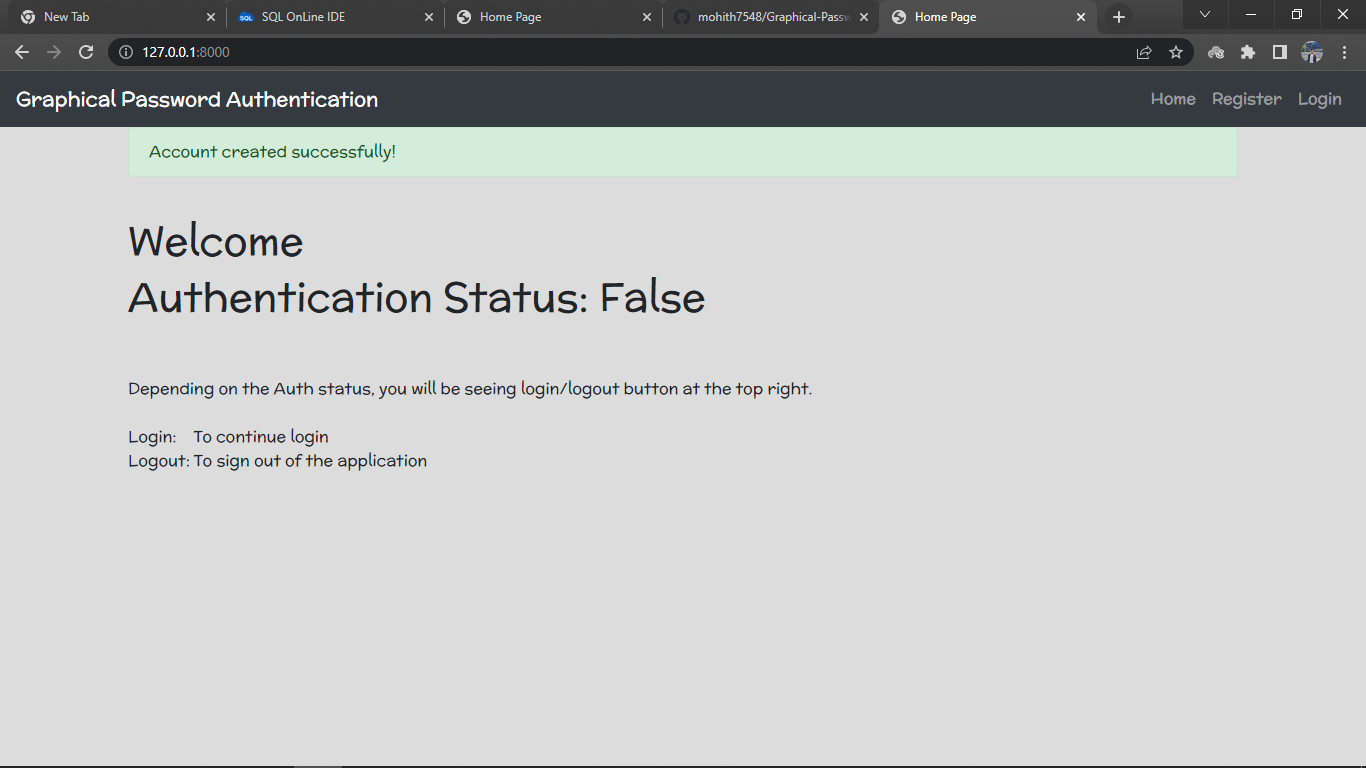 New Tab
SQL OnLine IDE
Home Page
mohith7548/Graphical-Passw
Home Page
127.0.0.1:8000
Graphical Password Authentication
Home Register Login
Account created successfully!
Welcome
Authentication Status: False
Depending on the Auth status, you will be seeing login/logout button at the top right.
Login: To continue login
Logout: To sign out of the application